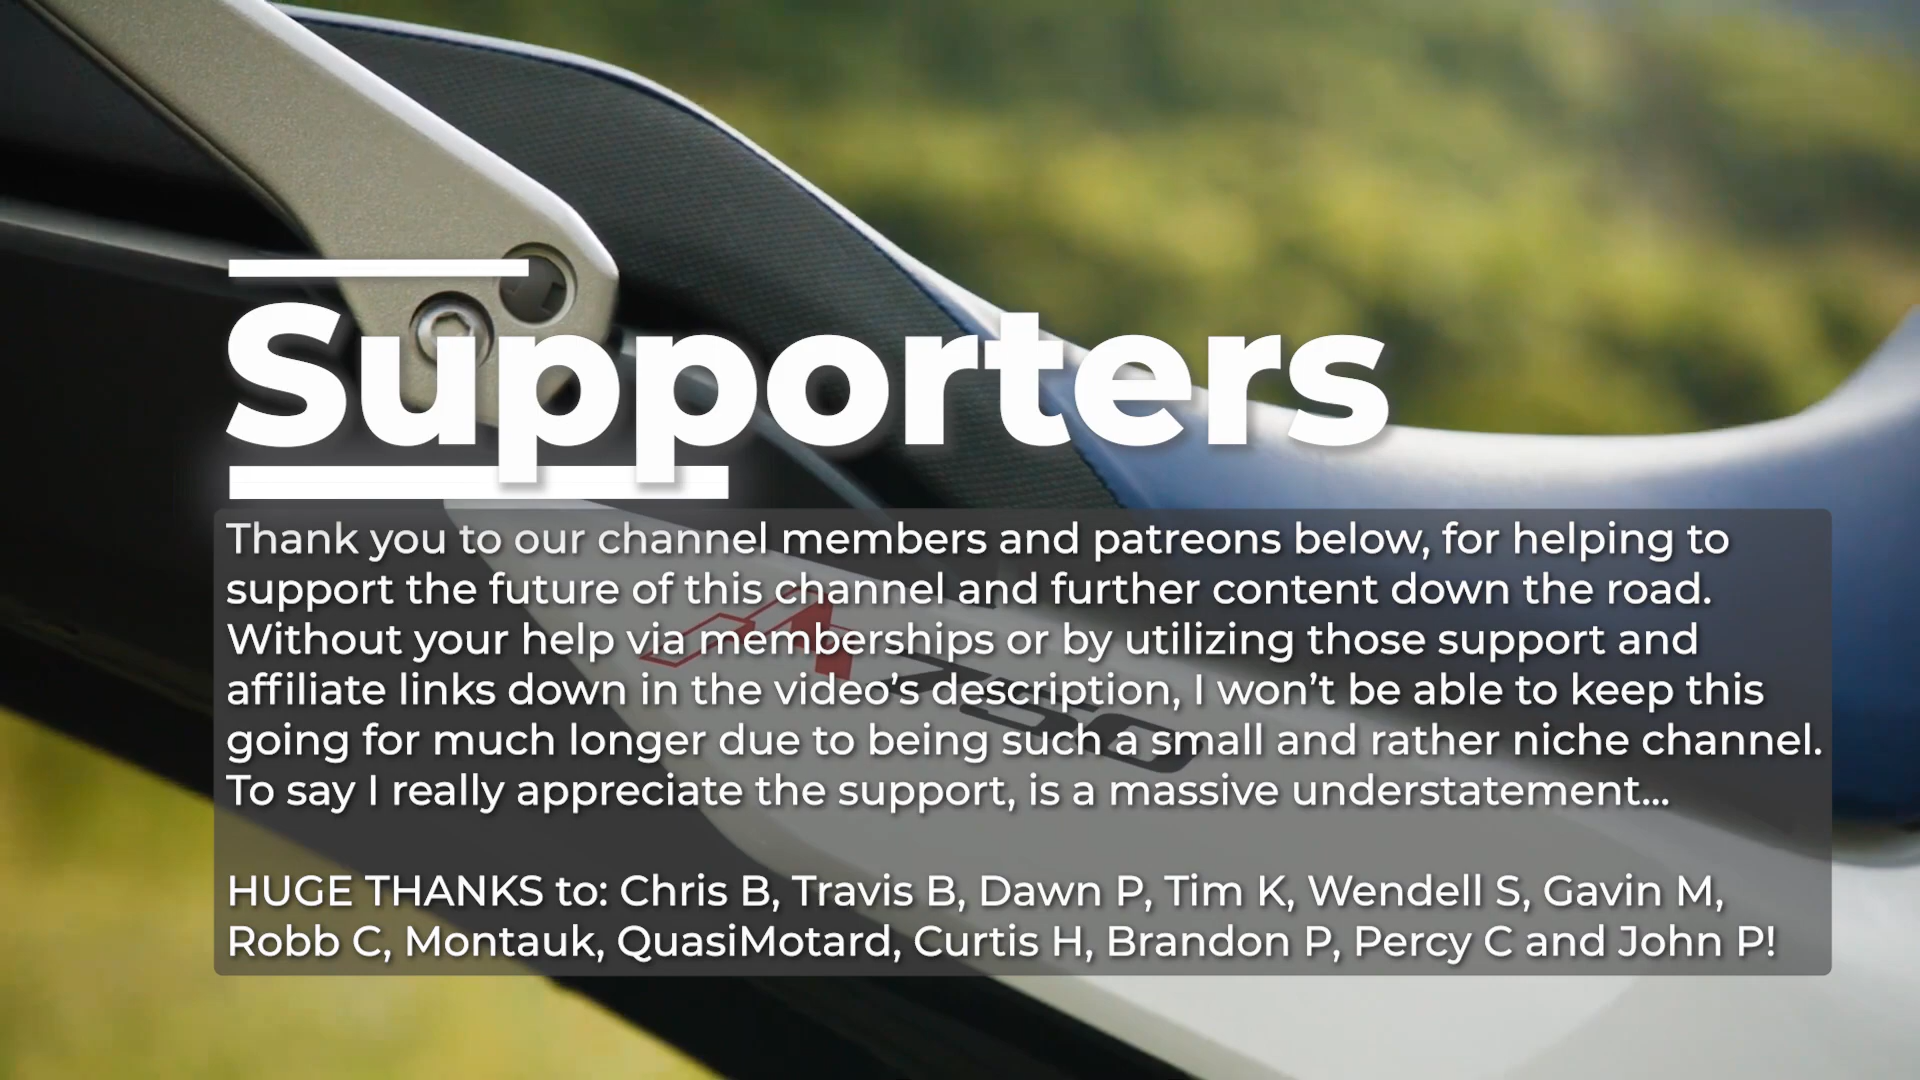 Supporters
Thank you to our channel members and patreons below, for helping to
support the future of this channel and further content down the road.
Without your help via memberships or by utilizing those support and
affiliate links down in the video’s description, I won’t be able to keep this
going for much longer due to being such a small and rather niche channel.
To say I really appreciate the support, is a massive understatement...
HUGE THANKS to: Chris B, Travis B, Dawn P, Tim K, Wendell S, Gavin M,
Robb C, Montauk, QuasiMotard, Curtis H, Brandon P, Percy C and John P!